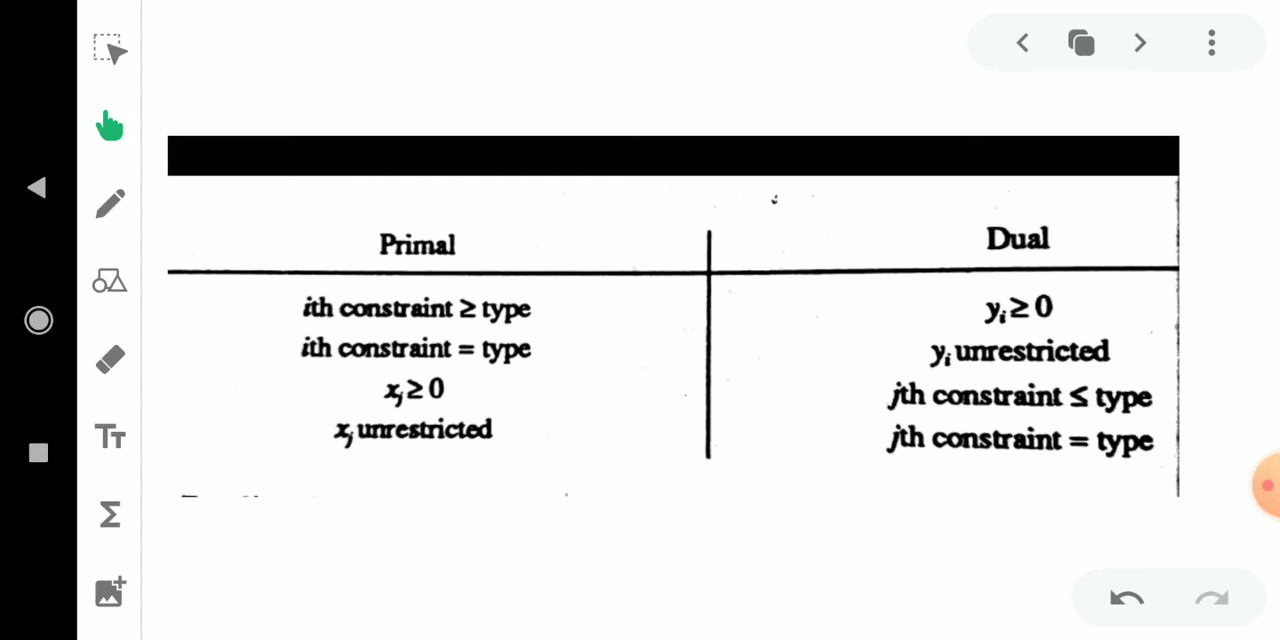 Primal
Dual
ith constraint ≥ type
yᵢ ≥ 0
ith constraint = type
yᵢ unrestricted
xⱼ ≥ 0
jth constraint ≤ type
xⱼ unrestricted
jth constraint = type